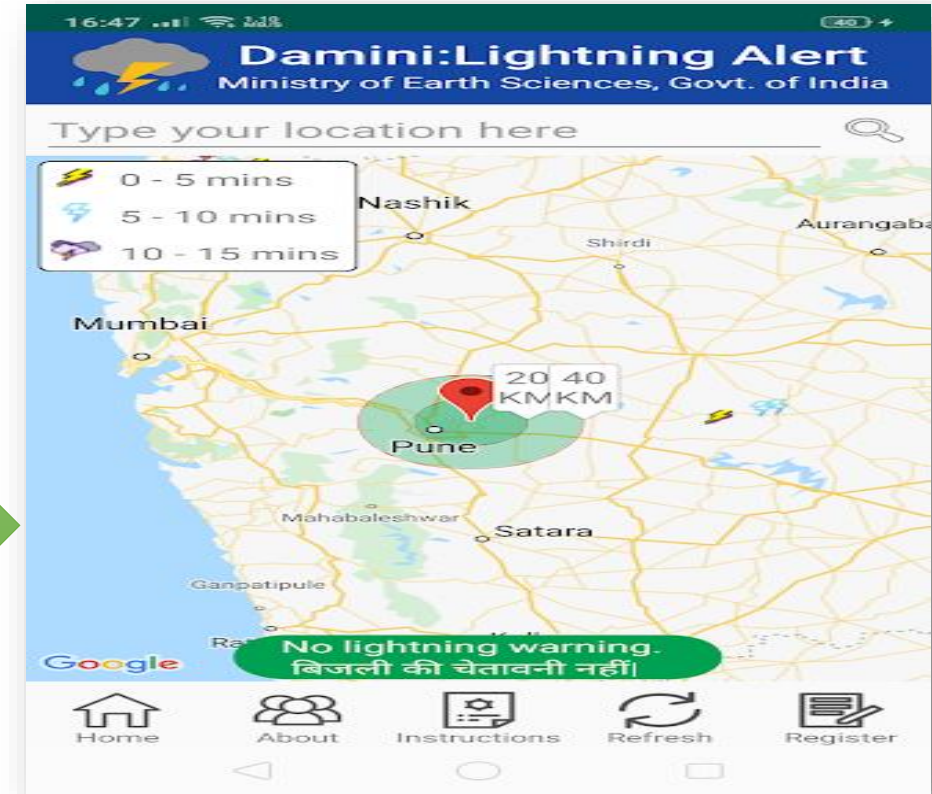 16:47
40
Damini:Lightning Alert
Ministry of Earth Sciences, Govt. of India
Type your location here
0 - 5 mins
5 - 10 mins
10 - 15 mins
Nashik
Aurangaba
Shirdi
Mumbai
20 KM
40 KM
Pune
Mahabaleshwar
Satara
Ganpatipule
Ra
No lightning warning.
बिजली की चेतावनी नहीं|
Google
Home About Instructions Refresh Register